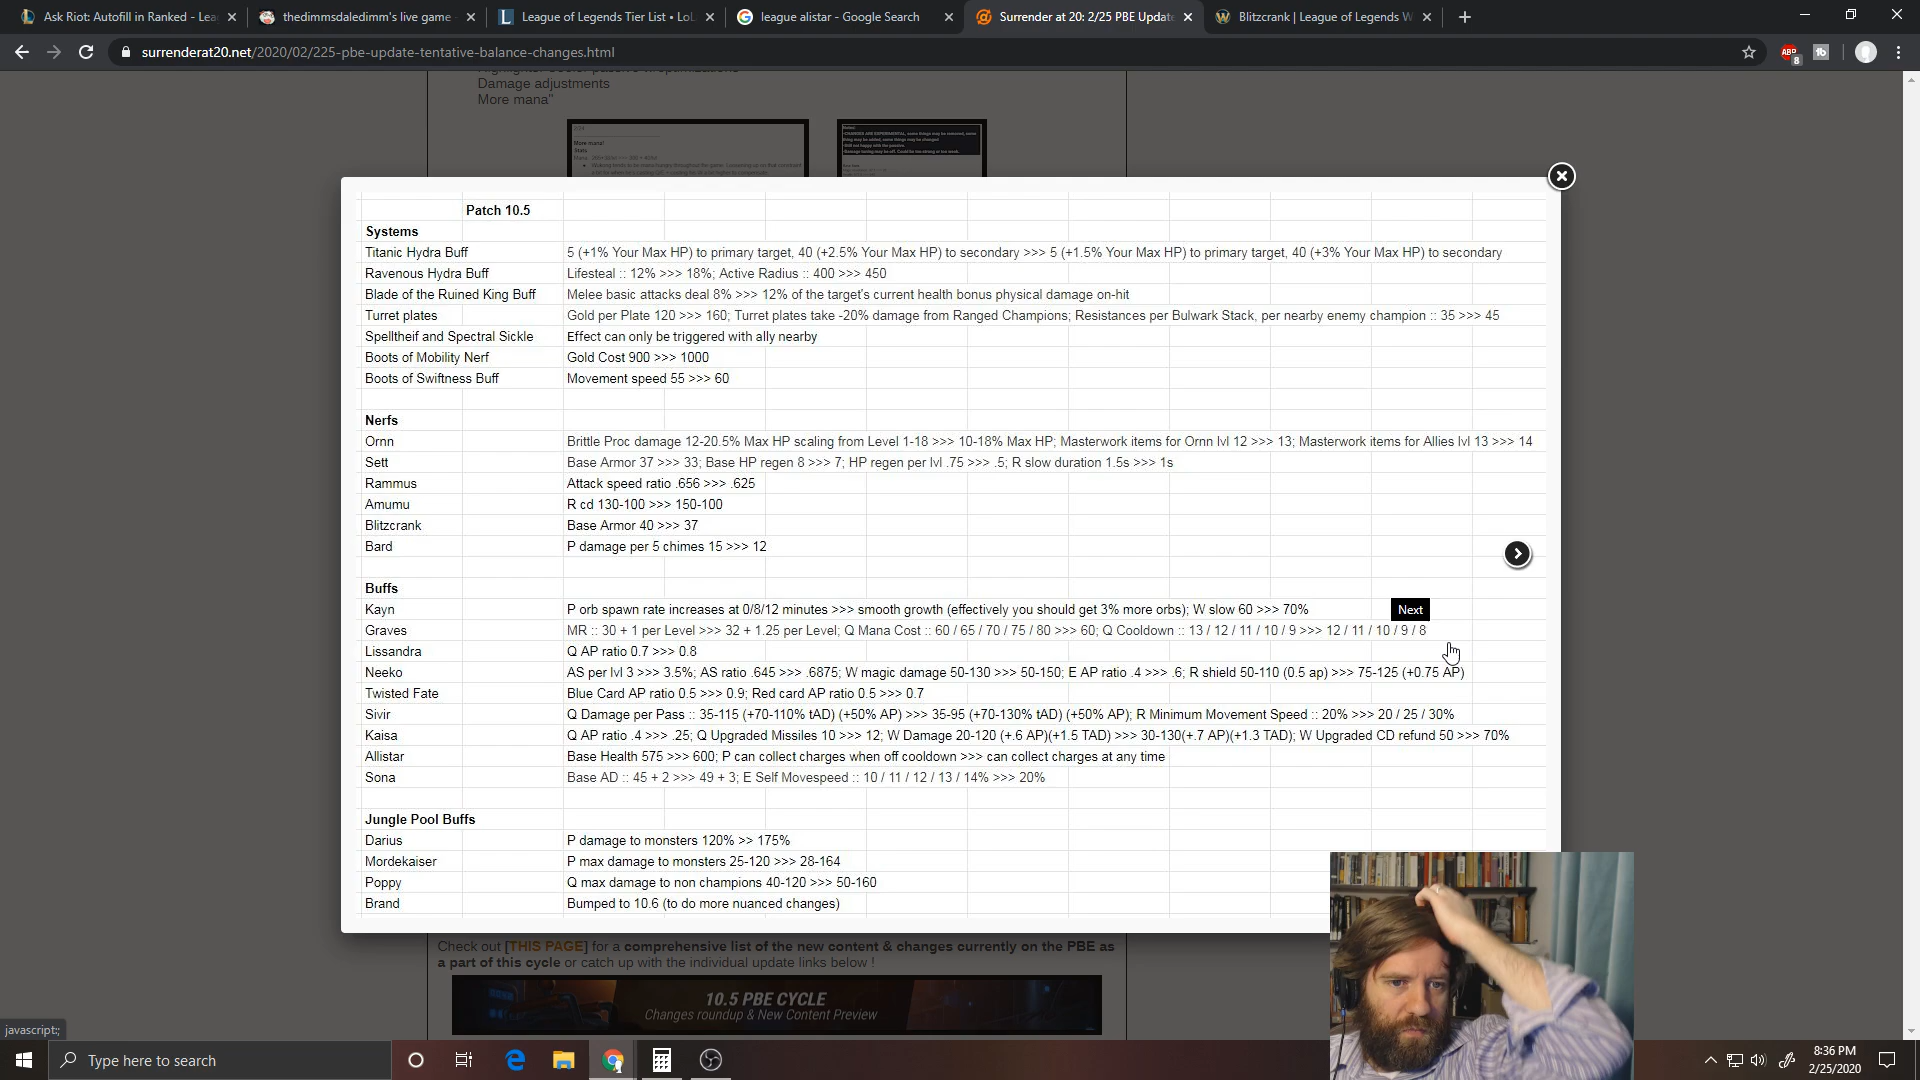 Ask Riot: Autofill in Ranked - Lea
thedimmsdaledimm's live game -
League of Legends Tier List • LoL
league alistar - Google Search
Surrender at 20: 2/25 PBE Update
Blitzcrank | League of Legends W
surrenderat20.net/2020/02/225-pbe-update-tentative-balance-changes.html
ABP
8
tb
Damage adjustments
More mana"
More mana!
Stats
Patch 10.5
Systems
Titanic Hydra Buff 5 (+1% Your Max HP) to primary target, 40 (+2.5% Your Max HP) to secondary >>> 5 (+1.5% Your Max HP) to primary target, 40 (+3% Your Max HP) to secondary
Ravenous Hydra Buff Lifesteal :: 12% >>> 18%; Active Radius :: 400 >>> 450
Blade of the Ruined King Buff Melee basic attacks deal 8% >>> 12% of the target's current health bonus physical damage on-hit
Turret plates Gold per Plate 120 >>> 160; Turret plates take -20% damage from Ranged Champions; Resistances per Bulwark Stack, per nearby enemy champion :: 35 >>> 45
Spelltheif and Spectral Sickle Effect can only be triggered with ally nearby
Boots of Mobility Nerf Gold Cost 900 >>> 1000
Boots of Swiftness Buff Movement speed 55 >>> 60
Nerfs
Ornn Brittle Proc damage 12-20.5% Max HP scaling from Level 1-18 >>> 10-18% Max HP; Masterwork items for Ornn lvl 12 >>> 13; Masterwork items for Allies lvl 13 >>> 14
Sett Base Armor 37 >>> 33; Base HP regen 8 >>> 7; HP regen per lvl .75 >>> .5; R slow duration 1.5s >>> 1s
Rammus Attack speed ratio .656 >>> .625
Amumu R cd 130-100 >>> 150-100
Blitzcrank Base Armor 40 >>> 37
Bard P damage per 5 chimes 15 >>> 12
Buffs
Kayn P orb spawn rate increases at 0/8/12 minutes >>> smooth growth (effectively you should get 3% more orbs); W slow 60 >>> 70%
Next
Graves MR :: 30 + 1 per Level >>> 32 + 1.25 per Level; Q Mana Cost :: 60 / 65 / 70 / 75 / 80 >>> 60; Q Cooldown :: 13 / 12 / 11 / 10 / 9 >>> 12 / 11 / 10 / 9 / 8
Lissandra Q AP ratio 0.7 >>> 0.8
Neeko AS per lvl 3 >>> 3.5%; AS ratio .645 >>> .6875; W magic damage 50-130 >>> 50-150; E AP ratio .4 >>> .6; R shield 50-110 (0.5 ap) >>> 75-125 (+0.75 AP)
Twisted Fate Blue Card AP ratio 0.5 >>> 0.9; Red card AP ratio 0.5 >>> 0.7
Sivir Q Damage per Pass :: 35-115 (+70-110% tAD) (+50% AP) >>> 35-95 (+70-130% tAD) (+50% AP); R Minimum Movement Speed :: 20% >>> 20 / 25 / 30%
Kaisa Q AP ratio .4 >>> .25; Q Upgraded Missiles 10 >>> 12; W Damage 20-120 (+.6 AP)(+1.5 TAD) >>> 30-130(+.7 AP)(+1.3 TAD); W Upgraded CD refund 50 >>> 70%
Allistar Base Health 575 >>> 600; P can collect charges when off cooldown >>> can collect charges at any time
Sona Base AD :: 45 + 2 >>> 49 + 3; E Self Movespeed :: 10 / 11 / 12 / 13 / 14% >>> 20%
Jungle Pool Buffs
Darius P damage to monsters 120% >> 175%
Mordekaiser P max damage to monsters 25-120 >>> 28-164
Poppy Q max damage to non champions 40-120 >>> 50-160
Brand Bumped to 10.6 (to do more nuanced changes)
Check out [THIS PAGE] for a comprehensive list of the new content & changes currently on the PBE as
a part of this cycle or catch up with the individual update links below !
10.5 PBE CYCLE
Changes roundup & New Content Preview
javascript:;
Type here to search
8:36 PM
2/25/2020